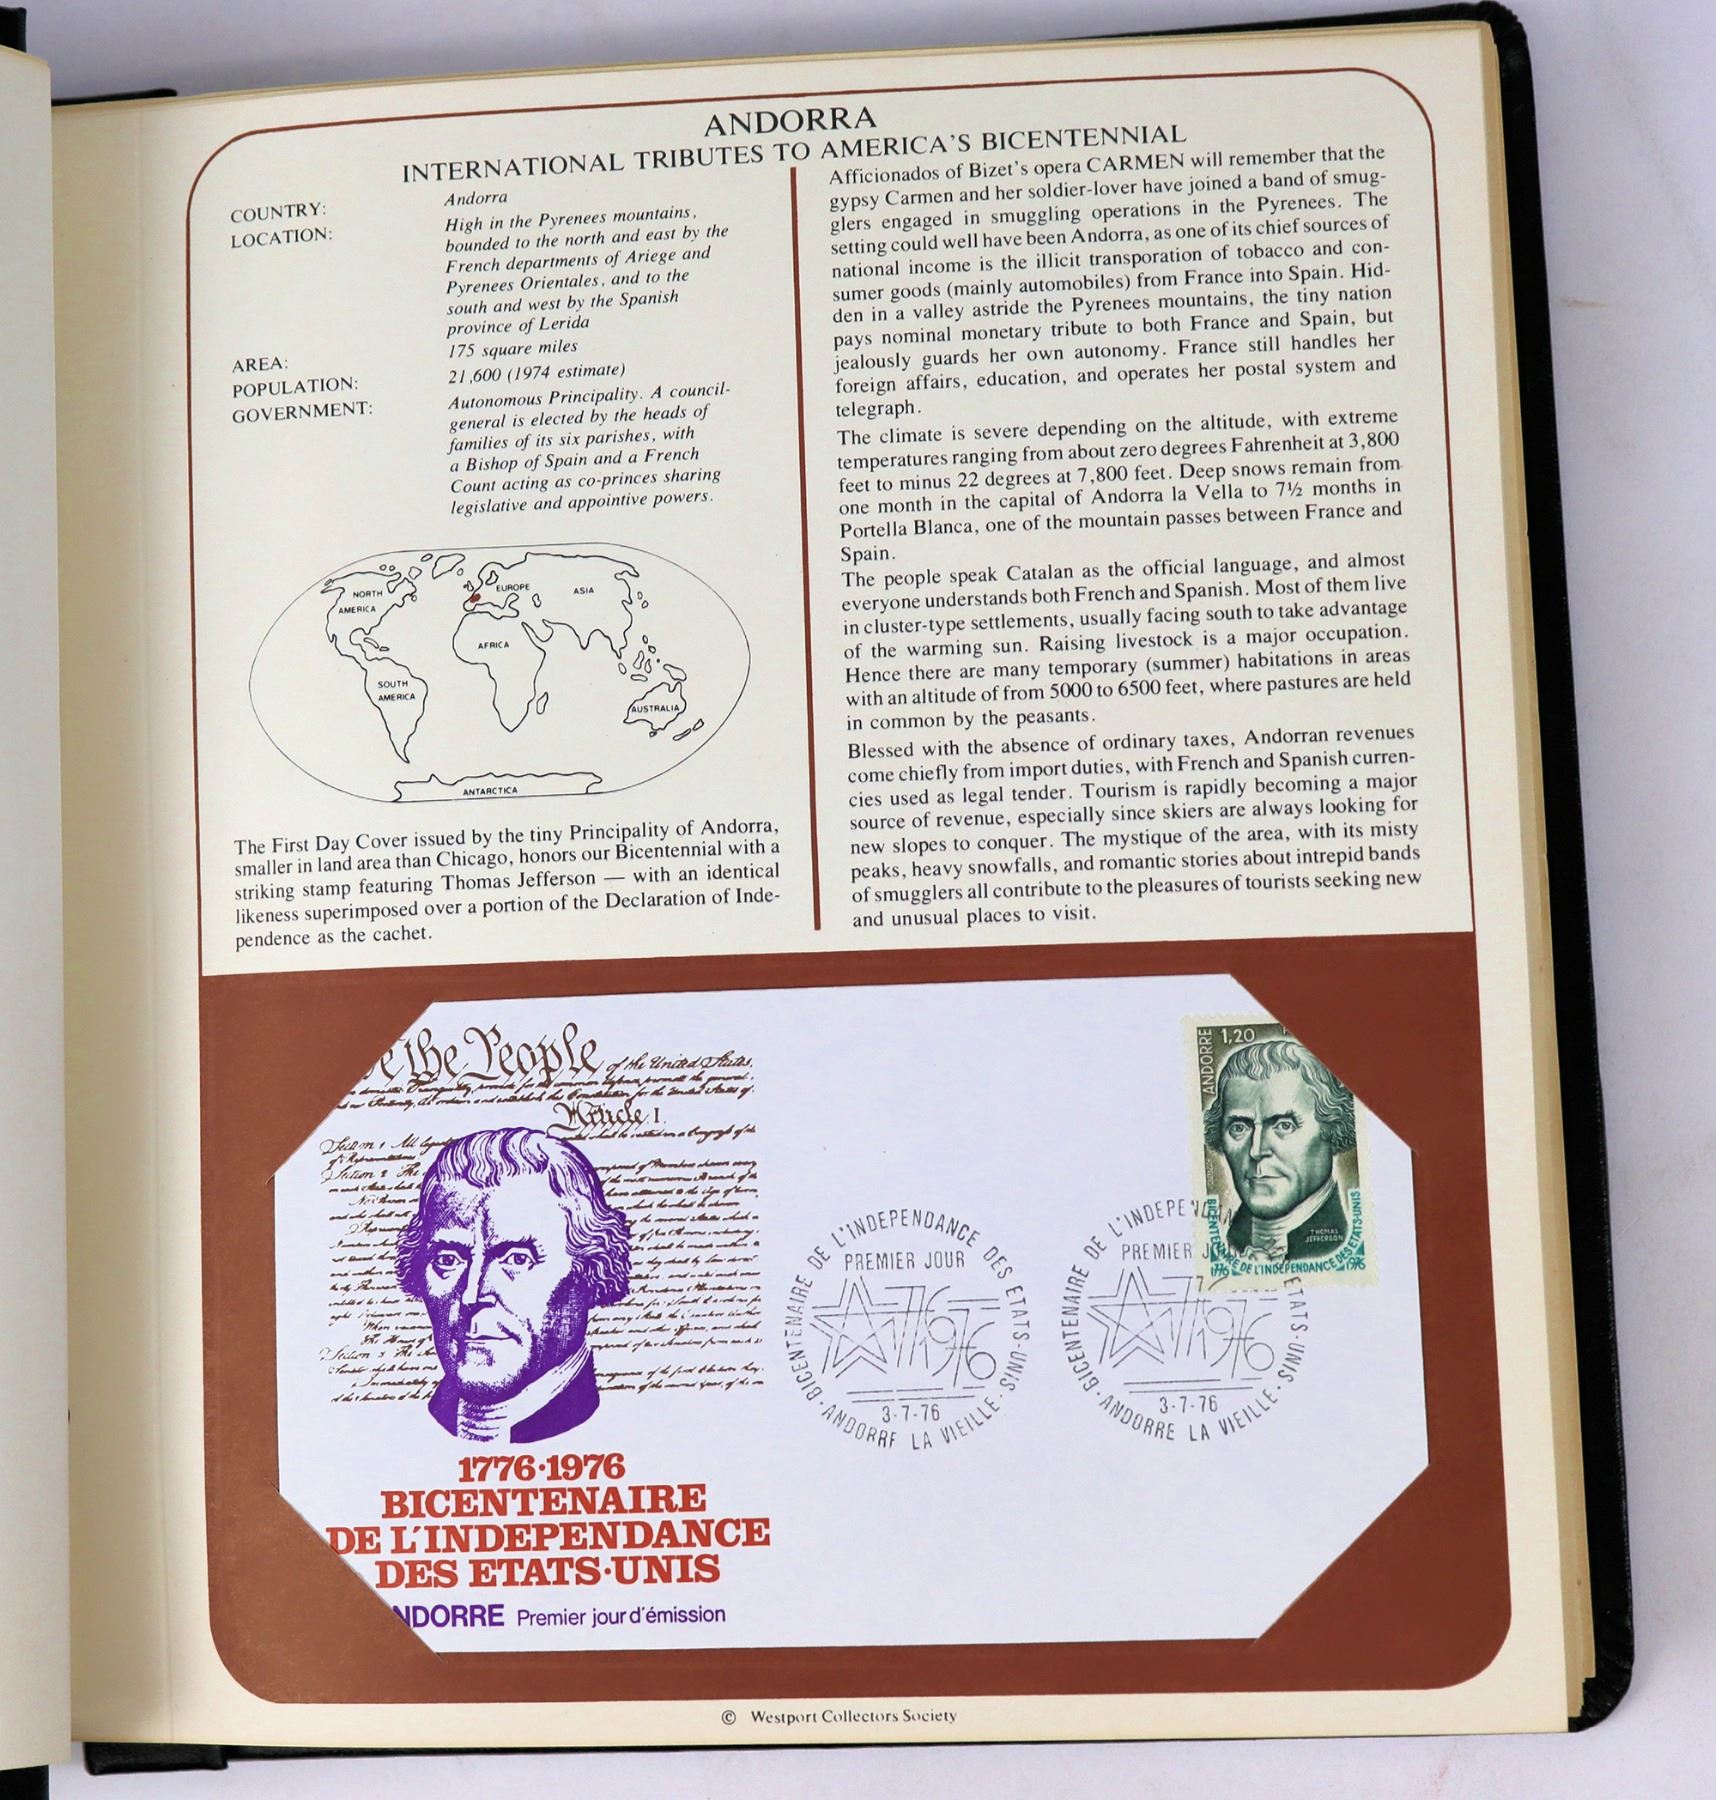 ANDORRA
INTERNATIONAL TRIBUTES TO AMERICA'S BICENTENNIAL
COUNTRY: Andorra
LOCATION: High in the Pyrenees mountains,
bounded to the north and east by the
French departments of Ariege and
Pyrenees Orientales, and to the
south and west by the Spanish
province of Lerida
AREA: 175 square miles
POPULATION: 21,600 (1974 estimate)
GOVERNMENT: Autonomous Principality. A council-
general is elected by the heads of
families of its six parishes, with
a Bishop of Spain and a French
Count acting as co-princes sharing
legislative and appointive powers.
NORTH
AMERICA
EUROPE
ASIA
AFRICA
SOUTH
AMERICA
AUSTRALIA
ANTARCTICA
The First Day Cover issued by the tiny Principality of Andorra,
smaller in land area than Chicago, honors our Bicentennial with a
striking stamp featuring Thomas Jefferson — with an identical
likeness superimposed over a portion of the Declaration of Inde-
pendence as the cachet.
Afficionados of Bizet's opera CARMEN will remember that the
gypsy Carmen and her soldier-lover have joined a band of smug-
glers engaged in smuggling operations in the Pyrenees. The
setting could well have been Andorra, as one of its chief sources of
national income is the illicit transporation of tobacco and con-
sumer goods (mainly automobiles) from France into Spain. Hid-
den in a valley astride the Pyrenees mountains, the tiny nation
pays nominal monetary tribute to both France and Spain, but
jealously guards her own autonomy. France still handles her
foreign affairs, education, and operates her postal system and
telegraph.
The climate is severe depending on the altitude, with extreme
temperatures ranging from about zero degrees Fahrenheit at 3,800
feet to minus 22 degrees at 7,800 feet. Deep snows remain from
one month in the capital of Andorra la Vella to 7½ months in
Portella Blanca, one of the mountain passes between France and
Spain.
The people speak Catalan as the official language, and almost
everyone understands both French and Spanish. Most of them live
in cluster-type settlements, usually facing south to take advantage
of the warming sun. Raising livestock is a major occupation.
Hence there are many temporary (summer) habitations in areas
with an altitude of from 5000 to 6500 feet, where pastures are held
in common by the peasants.
Blessed with the absence of ordinary taxes, Andorran revenues
come chiefly from import duties, with French and Spanish curren-
cies used as legal tender. Tourism is rapidly becoming a major
source of revenue, especially since skiers are always looking for
new slopes to conquer. The mystique of the area, with its misty
peaks, heavy snowfalls, and romantic stories about intrepid bands
of smugglers all contribute to the pleasures of tourists seeking new
and unusual places to visit.
e the People of the United States,
Article I.
Section 1 All
Section 2 The
Section 3 The
1776·1976
BICENTENAIRE
DE L'INDEPENDANCE
DES ETATS·UNIS
NDORRE Premier jour d'émission
BICENTENAIRE DE L'INDEPENDANCE DES ETATS-UNIS
PREMIER JOUR
1776 1976
3-7-76
ANDORRE LA VIEILLE
BICENTENAIRE DE L'INDEPENDAN ETATS-UNIS
PREMIER
1976
3-7-76
ANDORRE LA VIEILLE
ANDORRE 1,20
THOMAS
JEFFERSON
BICENTENAIRE DE L'INDEPENDANCE DES ETATS-UNIS
1776 1976
© Westport Collectors Society